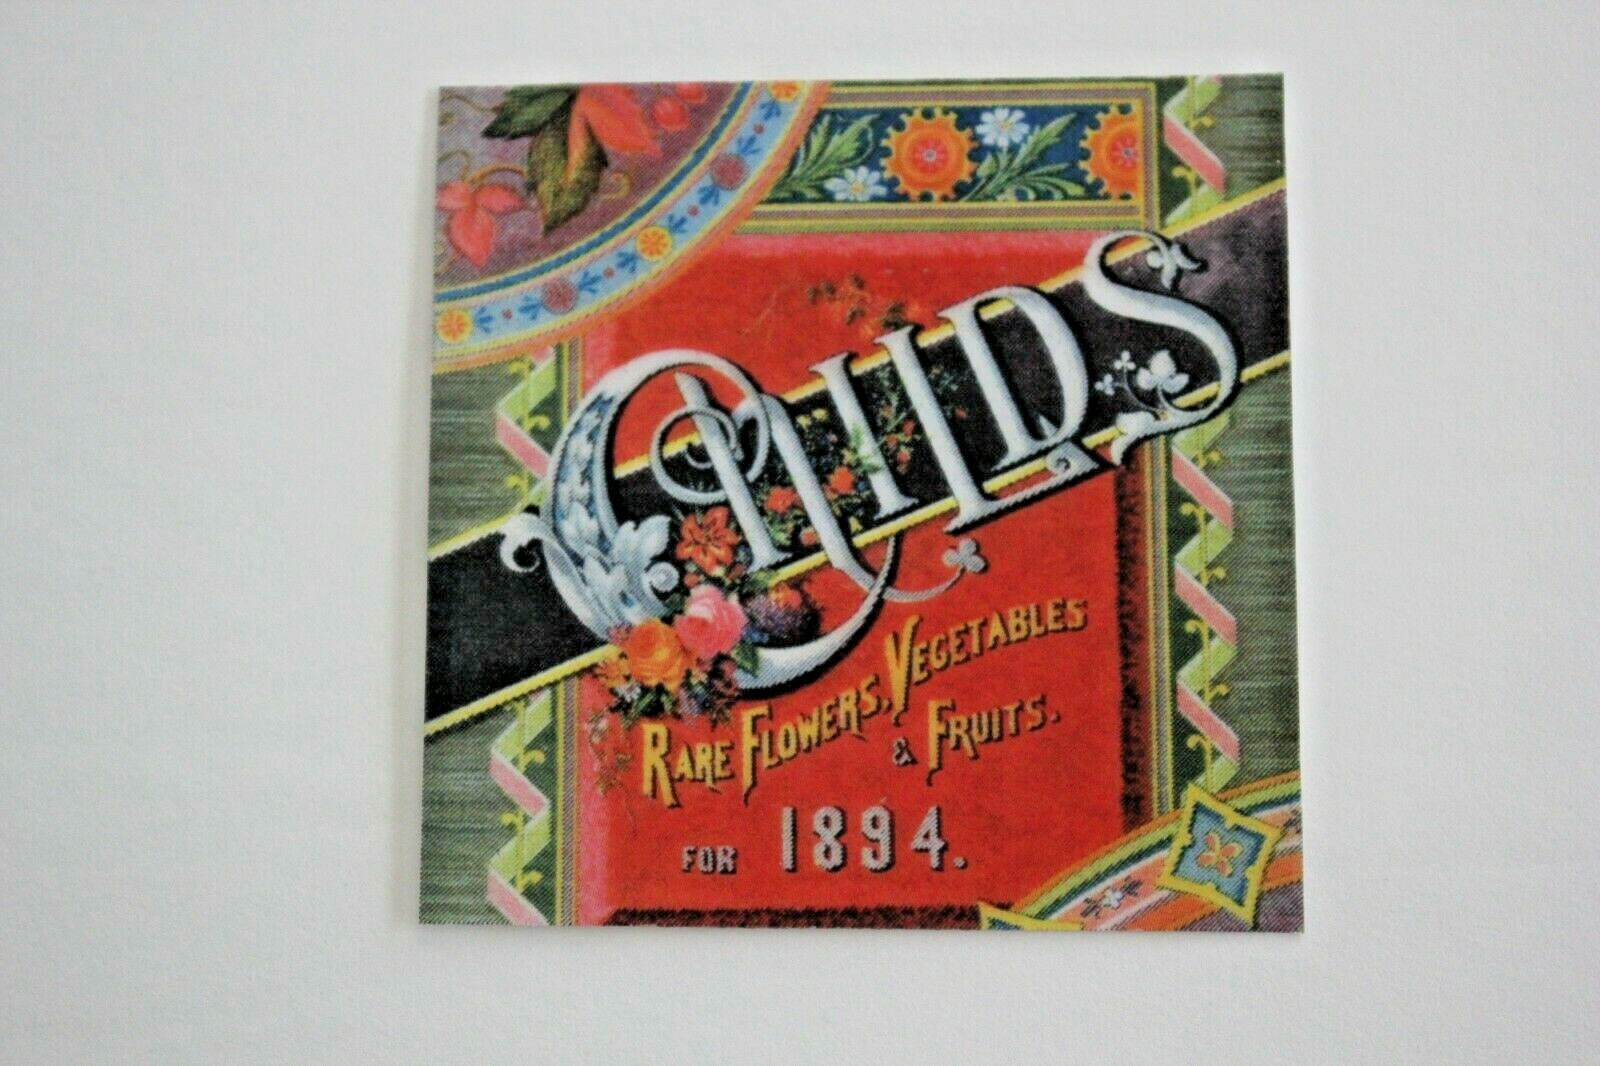 CHILDS
RARE FLOWERS, VEGETABLES
& FRUITS.
FOR 1894.